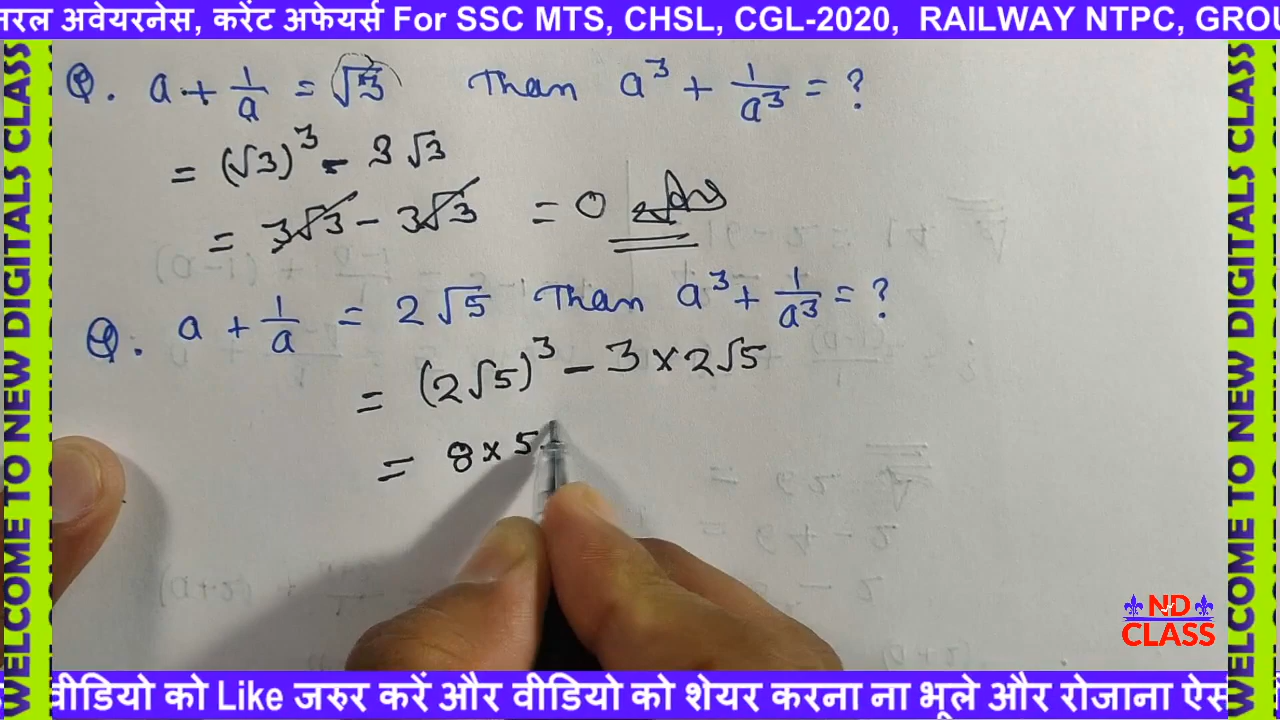 रल अवेयरनेस, करेंट अफेयर्स For SSC MTS, CHSL, CGL-2020, RAILWAY NTPC, GROU
WELCOME TO NEW DIGITALS CLASS
Q. a + 1/a = √3 Than a³ + 1/a³ = ?
= (√3)³ - 3√3
= 3√3 - 3√3 = 0 Ans
Q. a + 1/a = 2√5 Than a³ + 1/a³ = ?
= (2√5)³ - 3 × 2√5
= 8 × 5
ND
CLASS
WELCOME TO NEW DIGITALS CLASS
वीडियो को Like जरुर करें और वीडियो को शेयर करना ना भूले और रोजाना ऐस